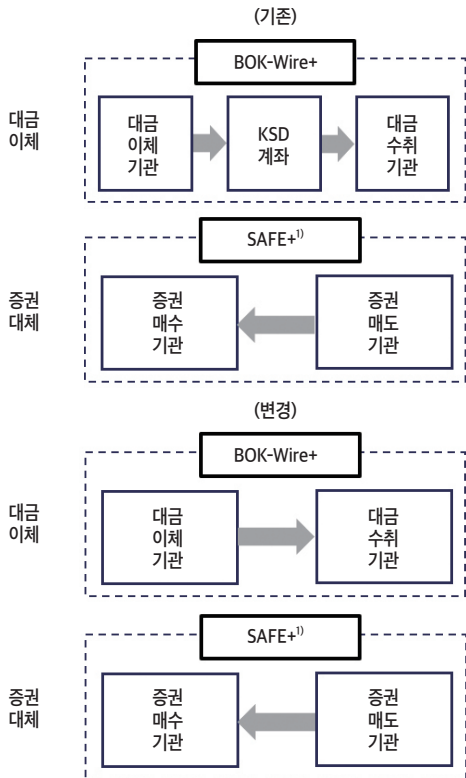 (기존)
BOK-Wire+
대금
이체
대금
이체
기관
KSD
계좌
대금
수취
기관
SAFE+1)
증권
대체
증권
매수
기관
증권
매도
기관
(변경)
BOK-Wire+
대금
이체
대금
이체
기관
대금
수취
기관
SAFE+1)
증권
대체
증권
매수
기관
증권
매도
기관